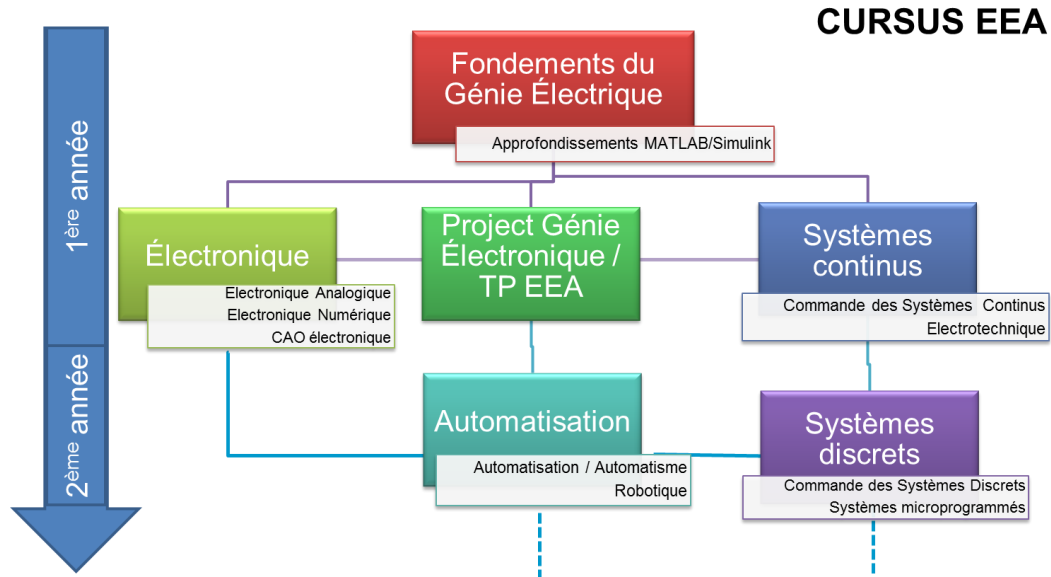 CURSUS EEA
1ère année
2ème année
Fondements du
Génie Électrique
Approfondissements MATLAB/Simulink
Électronique
Electronique Analogique
Electronique Numérique
CAO électronique
Project Génie
Électronique /
TP EEA
Systèmes
continus
Commande des Systèmes Continus
Electrotechnique
Automatisation
Automatisation / Automatisme
Robotique
Systèmes
discrets
Commande des Systèmes Discrets
Systèmes microprogrammés